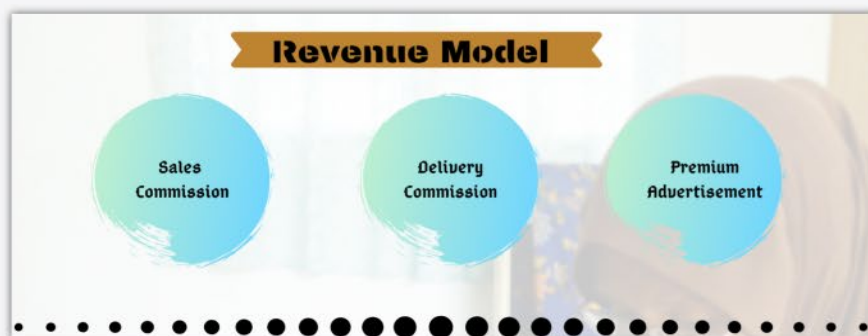 Revenue Model
Sales
Commission
Delivery
Commission
Premium
Advertisement